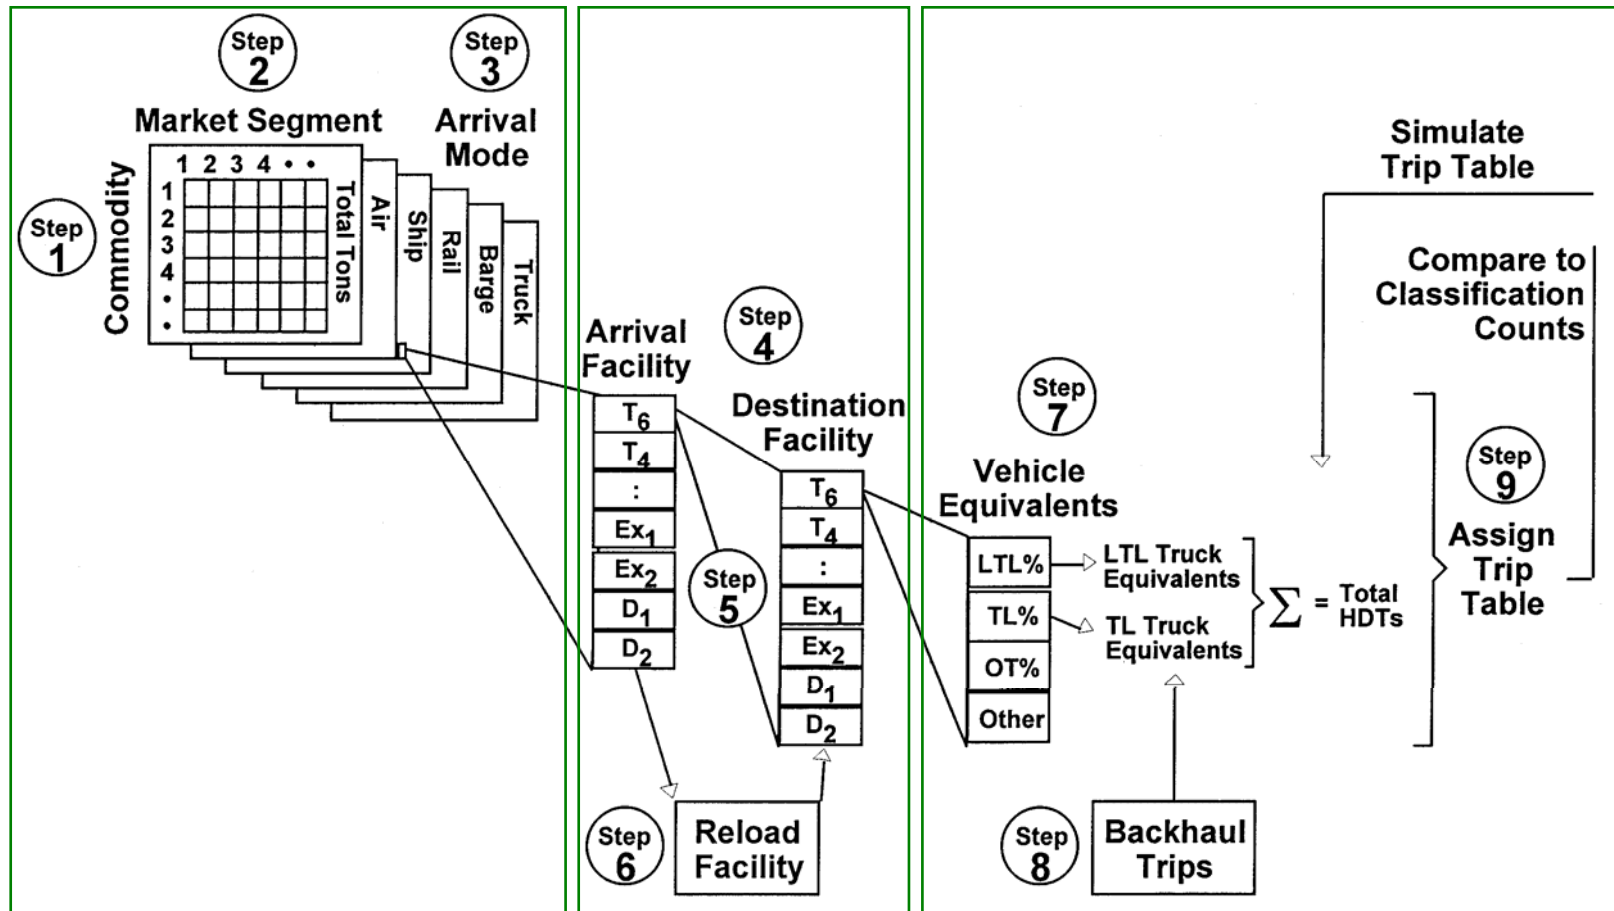 Step
2
Step
3
Market Segment
Arrival
Mode
Step
1
Commodity
1 2 3 4 • •
1
2
3
4
•
•
Total Tons
Air
Ship
Rail
Barge
Truck
Arrival
Facility
T6
T4
:
Ex1
Ex2
D1
D2
Step
4
Destination
Facility
T6
T4
:
Ex1
Ex2
D1
D2
Step
5
Step
6
Reload
Facility
Step
7
Vehicle
Equivalents
LTL%
TL%
OT%
Other
LTL Truck
Equivalents
TL Truck
Equivalents
Σ = Total
HDTs
Step
8
Backhaul
Trips
Simulate
Trip Table
Compare to
Classification
Counts
Step
9
Assign
Trip
Table